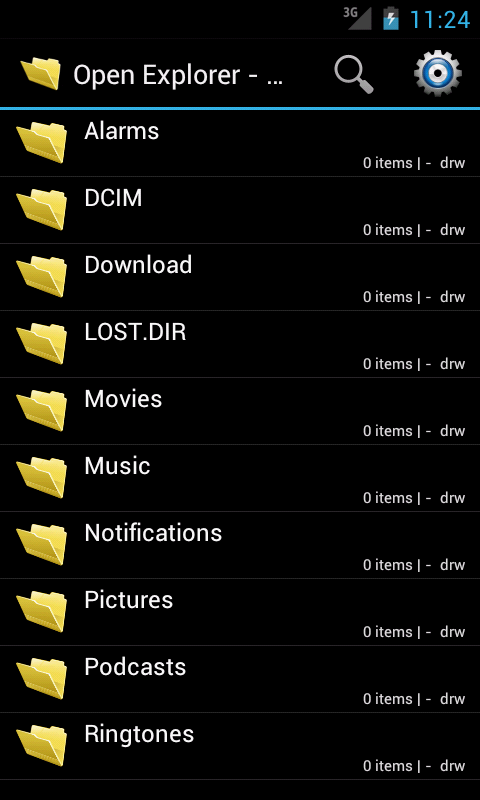 3G 11:24
Open Explorer - ...
Alarms
0 items | - drw
DCIM
0 items | - drw
Download
0 items | - drw
LOST.DIR
0 items | - drw
Movies
0 items | - drw
Music
0 items | - drw
Notifications
0 items | - drw
Pictures
0 items | - drw
Podcasts
0 items | - drw
Ringtones
0 items | - drw